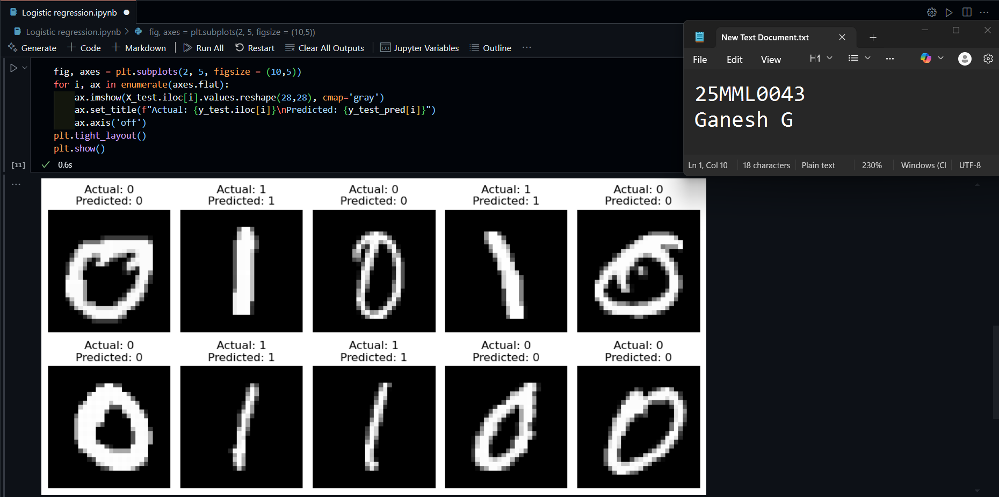 Logistic regression.ipynb
Logistic regression.ipynb > fig, axes = plt.subplots(2, 5, figsize = (10,5))
Generate + Code + Markdown | Run All Restart Clear All Outputs | Jupyter Variables Outline ...
fig, axes = plt.subplots(2, 5, figsize = (10,5))
for i, ax in enumerate(axes.flat):
    ax.imshow(X_test.iloc[i].values.reshape(28,28), cmap='gray')
    ax.set_title(f"Actual: {y_test.iloc[i]}\nPredicted: {y_test_pred[i]}")
    ax.axis('off')
plt.tight_layout()
plt.show()
[11] 0.6s
New Text Document.txt
File Edit View H1
25MML0043
Ganesh G
Ln 1, Col 10 18 characters Plain text 230% Windows (Cl UTF-8
Actual: 0 Actual: 1 Actual: 0 Actual: 1 Actual: 0
Predicted: 0 Predicted: 1 Predicted: 0 Predicted: 1 Predicted: 0
Actual: 0 Actual: 1 Actual: 1 Actual: 0 Actual: 0
Predicted: 0 Predicted: 1 Predicted: 1 Predicted: 0 Predicted: 0